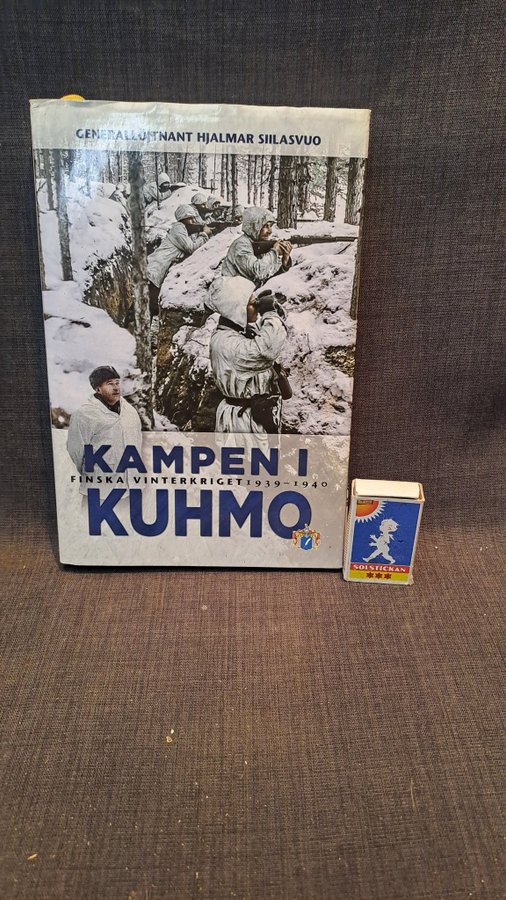 GENERALLÖJTNANT HJALMAR SIILASVUO
KAMPEN I
FINSKA VINTERKRIGET 1939–1940
KUHMO
SOLSTICKAN
★★★